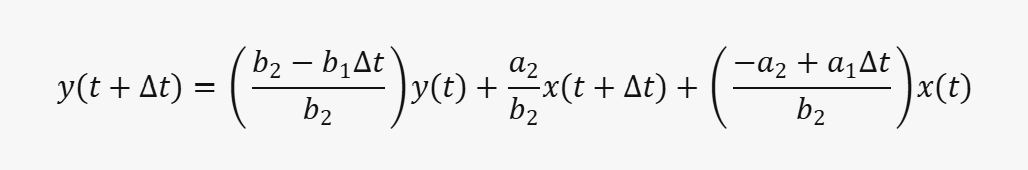 y(t + Δt) = ((b₂ − b₁Δt)/b₂) y(t) + (a₂/b₂) x(t + Δt) + ((−a₂ + a₁Δt)/b₂) x(t)